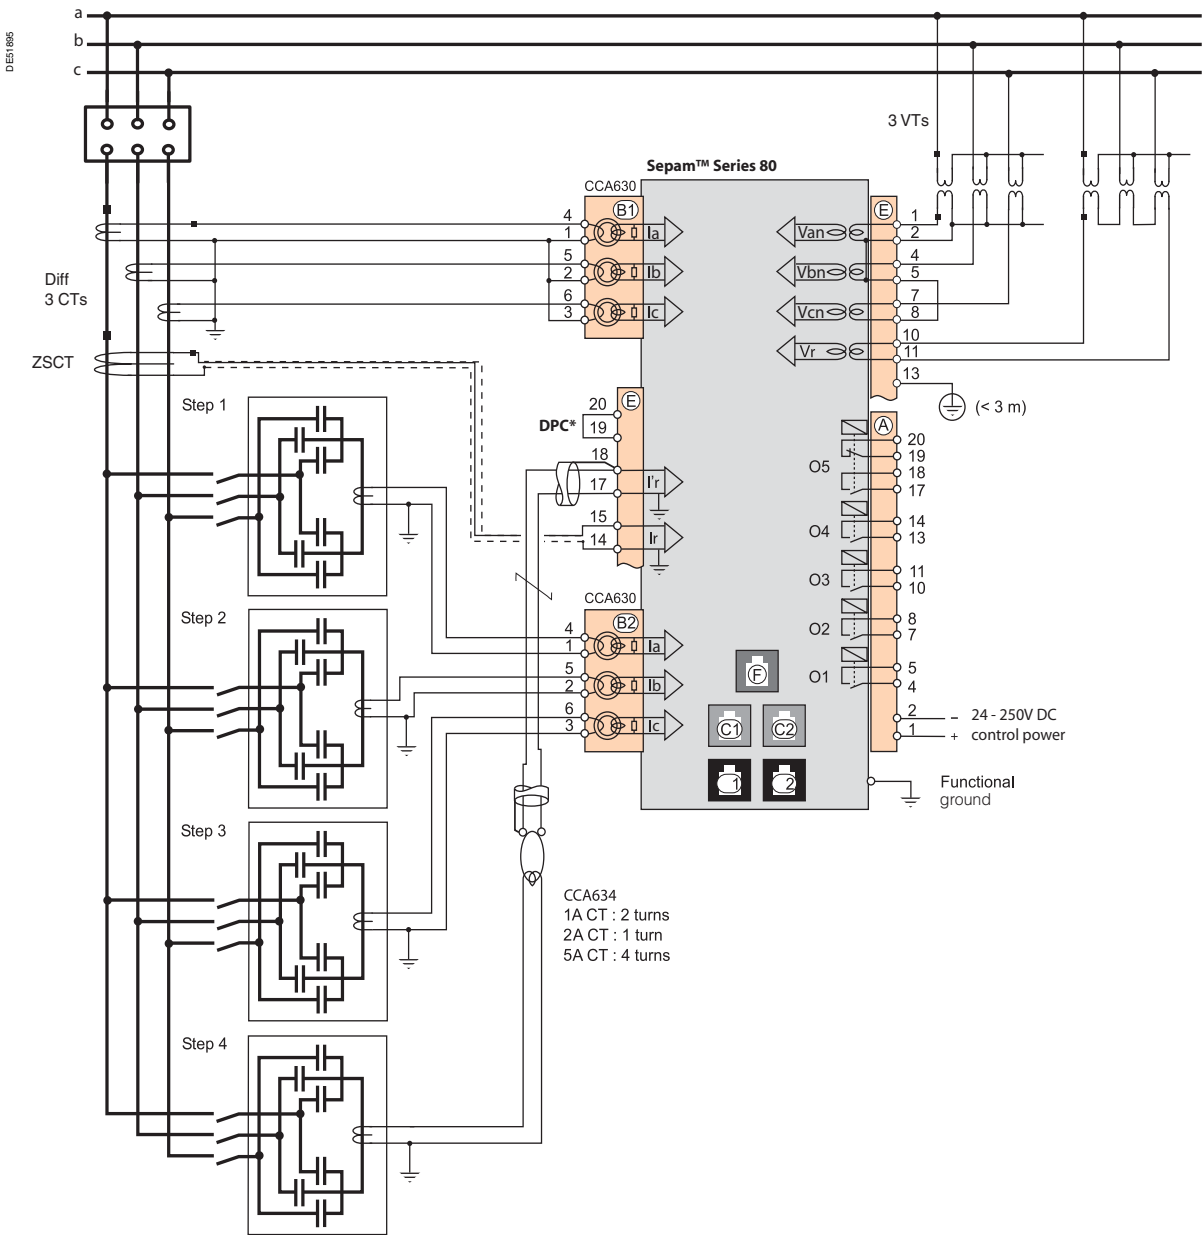 DE51895
a
b
c
3 VTs
Sepam™ Series 80
CCA630
B1
E
4
1
Ia
5
2
Ib
6
3
Ic
Van
1
2
Vbn
4
5
Vcn
7
8
Vr
10
11
13
(< 3 m)
Diff
3 CTs
ZSCT
Step 1
DPC*
E
20
19
18
17
I'r
15
14
Ir
A
O5
20
19
18
17
O4
14
13
O3
11
10
O2
8
7
O1
5
4
2
1
– 24 - 250V DC
+ control power
Step 2
CCA630
B2
4
1
Ia
5
2
Ib
6
3
Ic
F
C1
C2
1
2
Functional
ground
Step 3
CCA634
1A CT : 2 turns
2A CT : 1 turn
5A CT : 4 turns
Step 4